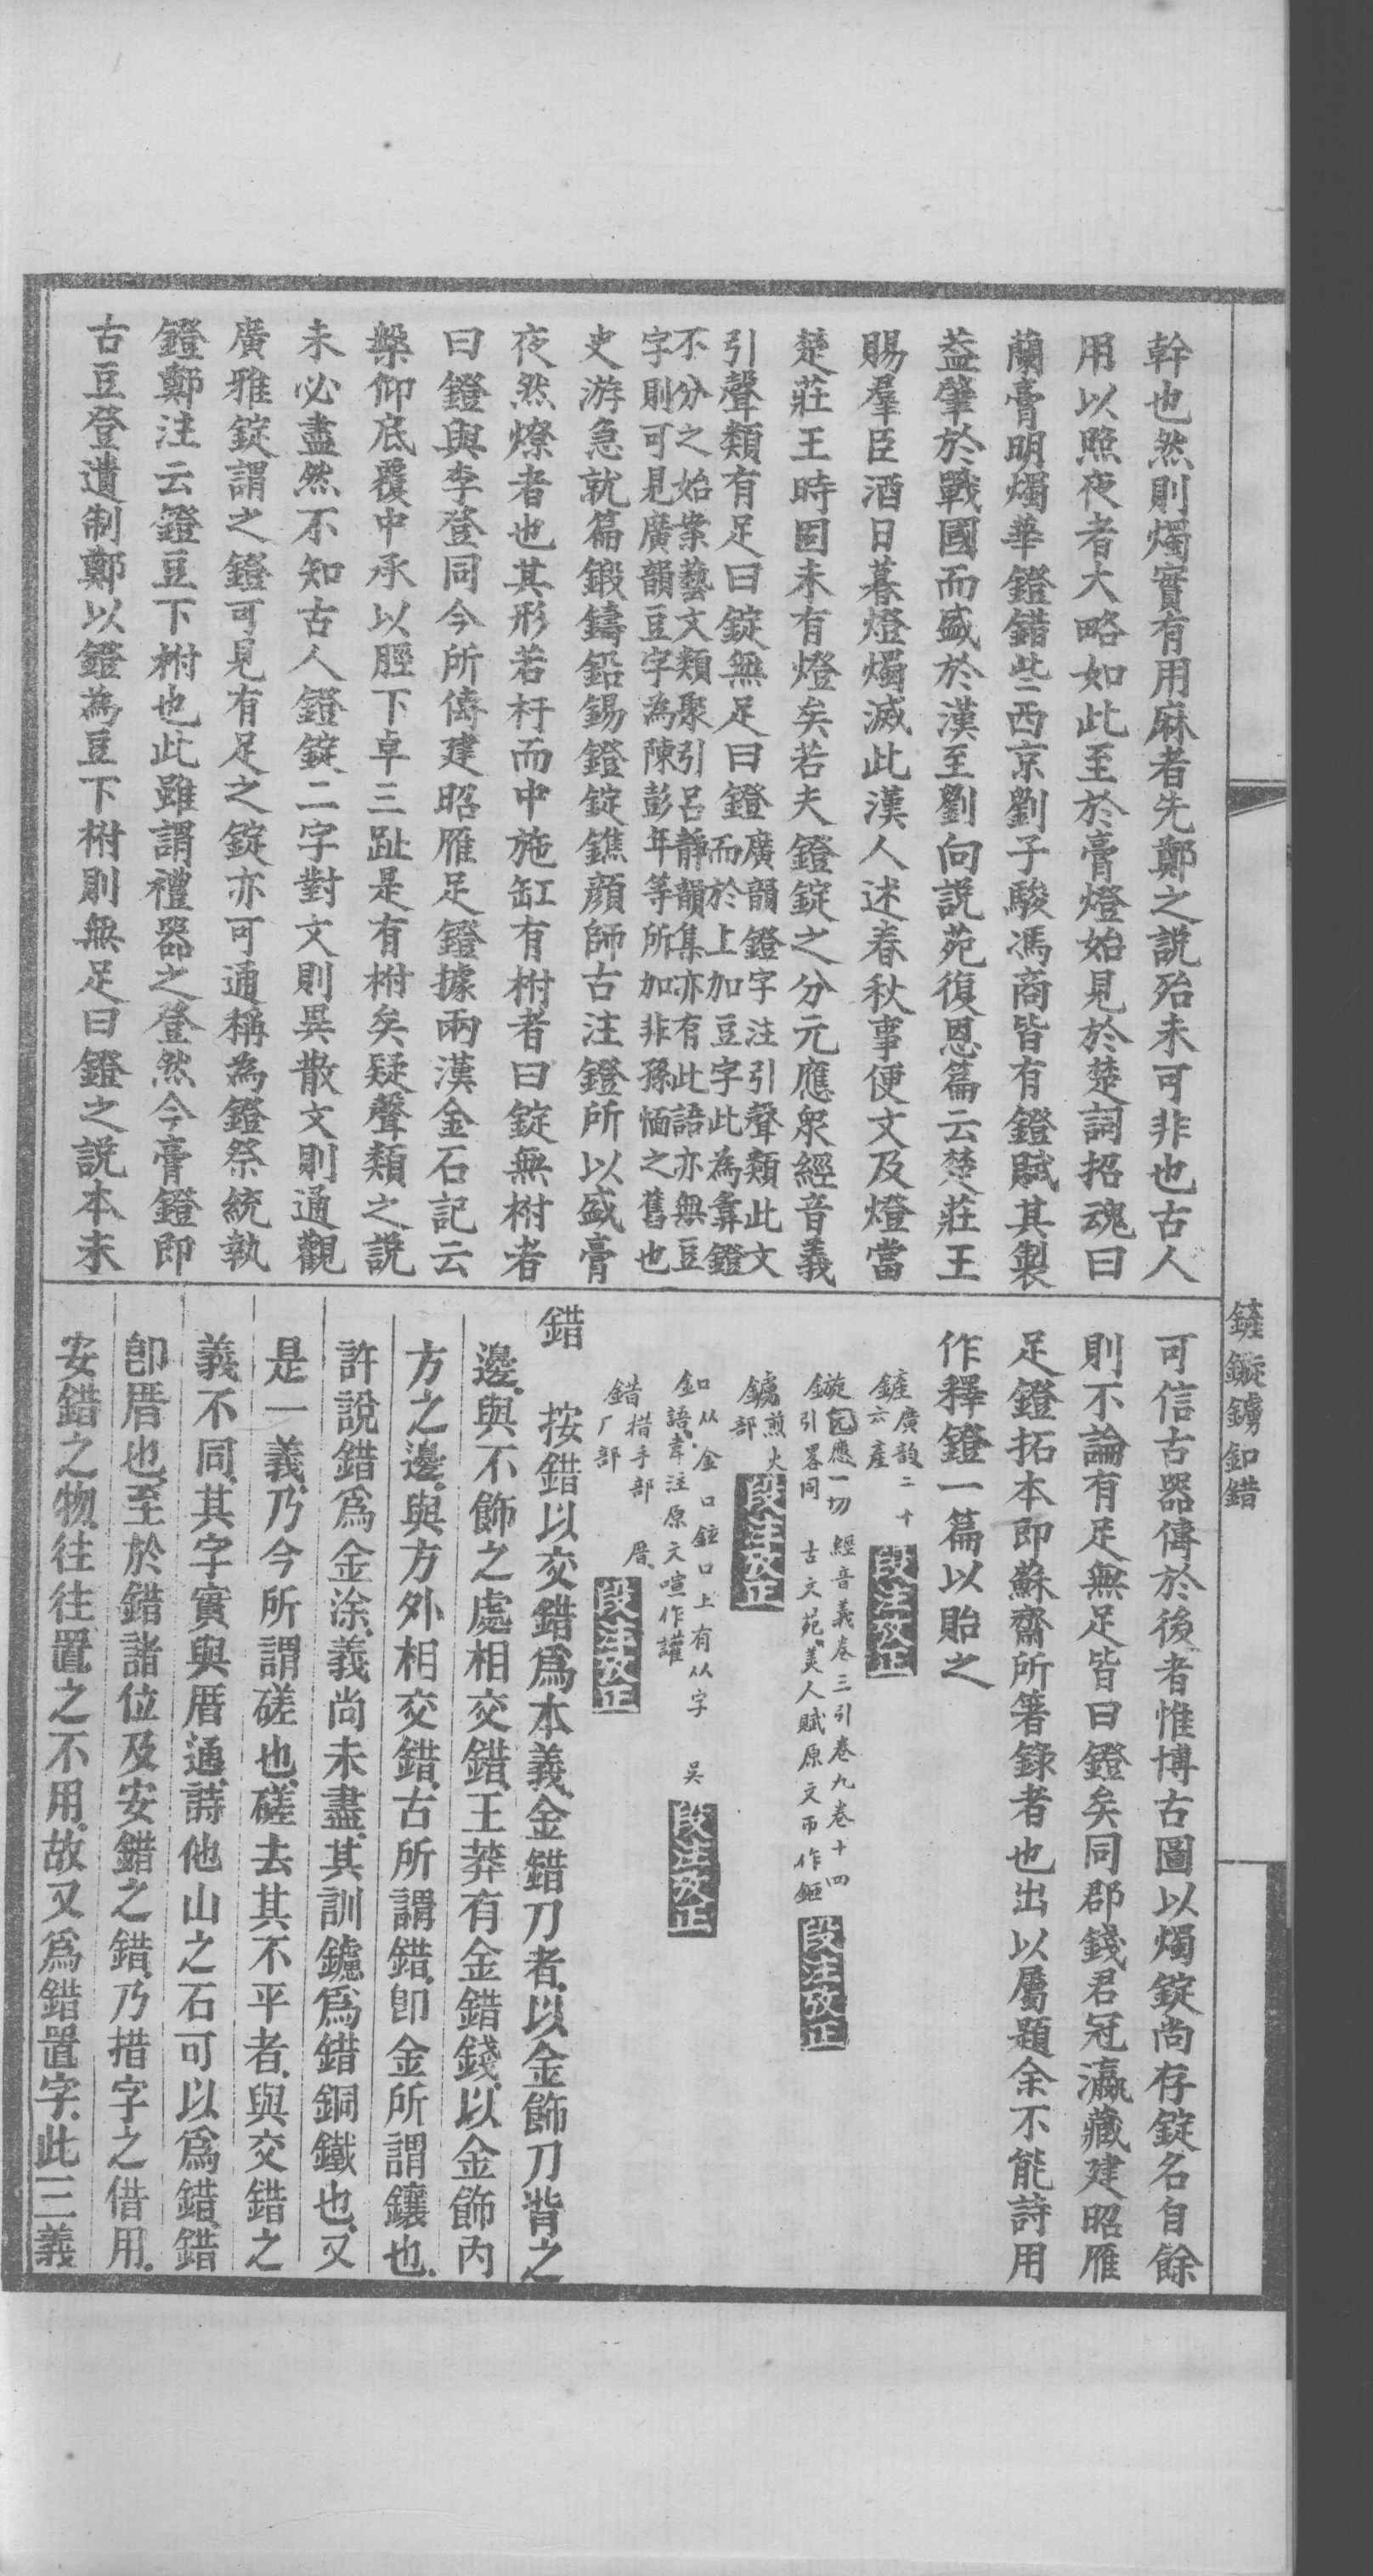 幹也然則燭實有用麻者先鄭之說殆未可非也古人
用以照夜者大略如此至於膏燈始見於楚詞招魂曰
蘭膏明燭華鐙錯些西京劉子駿馮商皆有鐙賦其製
葢肇於戰國而盛於漢至劉向說苑復恩篇云楚莊王
賜羣臣酒日暮燈燭滅此漢人述春秋事便文及燈當
楚莊王時固未有燈矣若夫鐙錠之分元應眾經音義
引聲類有足曰錠無足曰鐙廣韻鐙字注引聲類此文
而於上加豆字此為䕫鐙
不分之始案藝文類聚引呂靜韻集亦有此語亦無豆
字則可見廣韻豆字為陳彭年等所加非孫愐之舊也
史游急就篇鍛鑄鉛錫鐙錠鐎顏師古注鐙所以盛膏
夜然燎者也其形若杅而中施缸有柎者曰錠無柎者
曰鐙與李登同今所傳建昭雁足鐙據兩漢金石記云
槃仰底覆中承以脛下卓三趾是有柎矣疑聲類之說
未必盡然不知古人鐙錠二字對文則異散文則通觀
廣雅錠謂之鐙可見有足之錠亦可通稱為鐙祭統執
鐙鄭注云鐙豆下柎也此雖謂禮器之登然今膏鐙即
古豆登遺制鄭以鐙為豆下柎則無足曰鐙之說本未
可信古器傳於後者惟博古圖以燭錠尚存錠名自餘
則不論有足無足皆曰鐙矣同郡錢君冠瀛藏建昭雁
足鐙拓本即蘇齋所箸錄者也出以屬題余不能詩用
作釋鐙一篇以貽之
鏟 廣韻二十
六產 段注攷正
鏇 元應一切經音義卷三引卷九卷十四
引畧同 古文苑美人賦原文帀作鉔 段注攷正
鐪 煎火
部 段注攷正
釦 从金口 鉒口上有从字 吳
語韋注原文喧作讙 段注攷正
錯 措手部 厝
厂部 段注攷正
錯
按錯以交錯爲本義金錯刀者以金飾刀背之
邊與不飾之處相交錯王莽有金錯錢以金飾內
方之邊與方外相交錯古所謂錯卽金所謂鑲也
許說錯爲金涂義尚未盡其訓鑢爲錯銅鐵也又
是一義乃今所謂磋也磋去其不平者與交錯之
義不同其字實與厝通詩他山之石可以爲錯錯
卽厝也至於錯諸位及安錯之錯乃措字之借用
安錯之物往往置之不用故又爲錯置字此三義
鏟鏇鐪釦錯